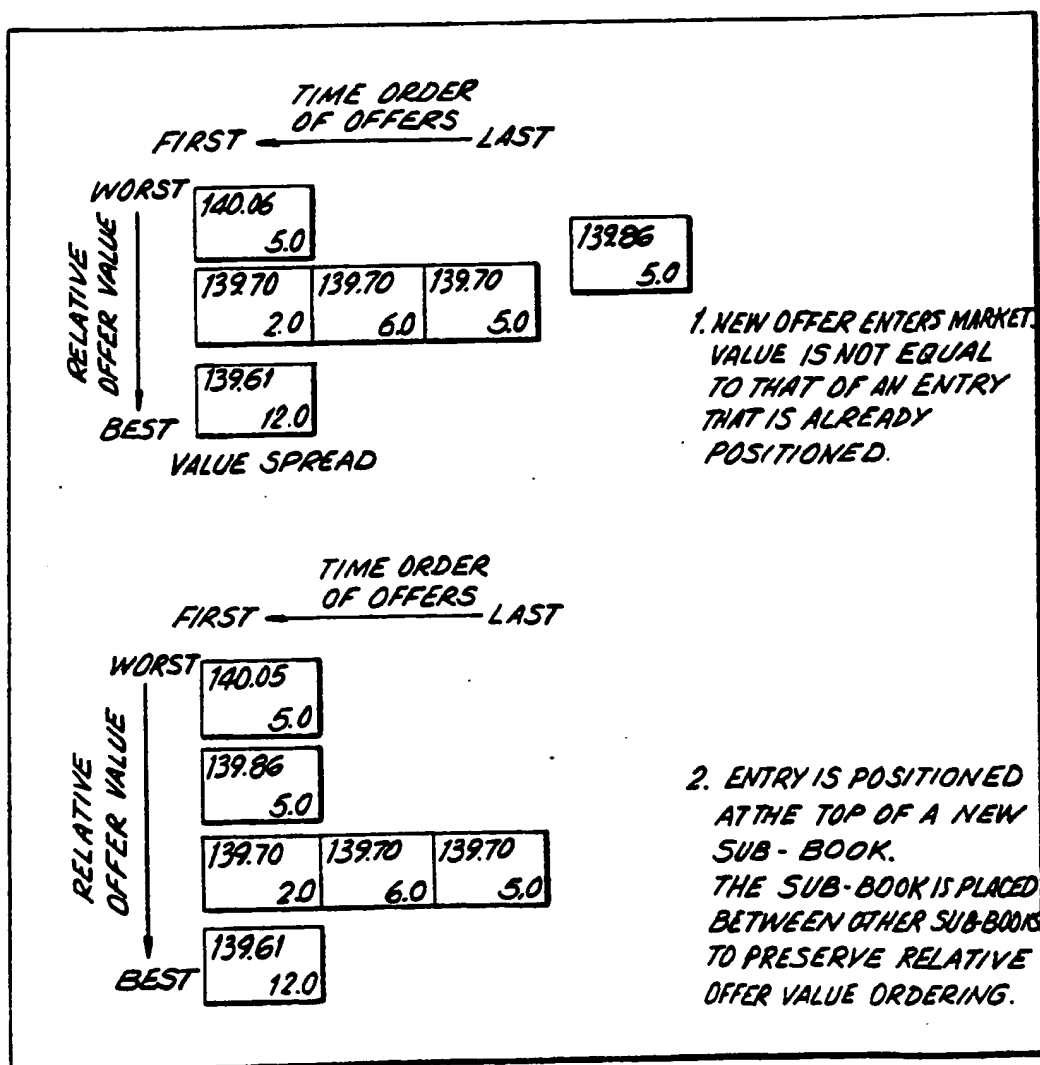 TIME ORDER
OF OFFERS
FIRST LAST
WORST
RELATIVE
OFFER VALUE
BEST
140.06
5.0
139.70 139.70 139.70
2.0 6.0 5.0
139.61
12.0
VALUE SPREAD
139.86
5.0
1. NEW OFFER ENTERS MARKET.
VALUE IS NOT EQUAL
TO THAT OF AN ENTRY
THAT IS ALREADY
POSITIONED.
TIME ORDER
OF OFFERS
FIRST LAST
WORST
RELATIVE
OFFER VALUE
BEST
140.05
5.0
139.86
5.0
139.70 139.70 139.70
2.0 6.0 5.0
139.61
12.0
2. ENTRY IS POSITIONED
AT THE TOP OF A NEW
SUB-BOOK.
THE SUB-BOOK IS PLACED
BETWEEN OTHER SUB-BOOKS
TO PRESERVE RELATIVE
OFFER VALUE ORDERING.